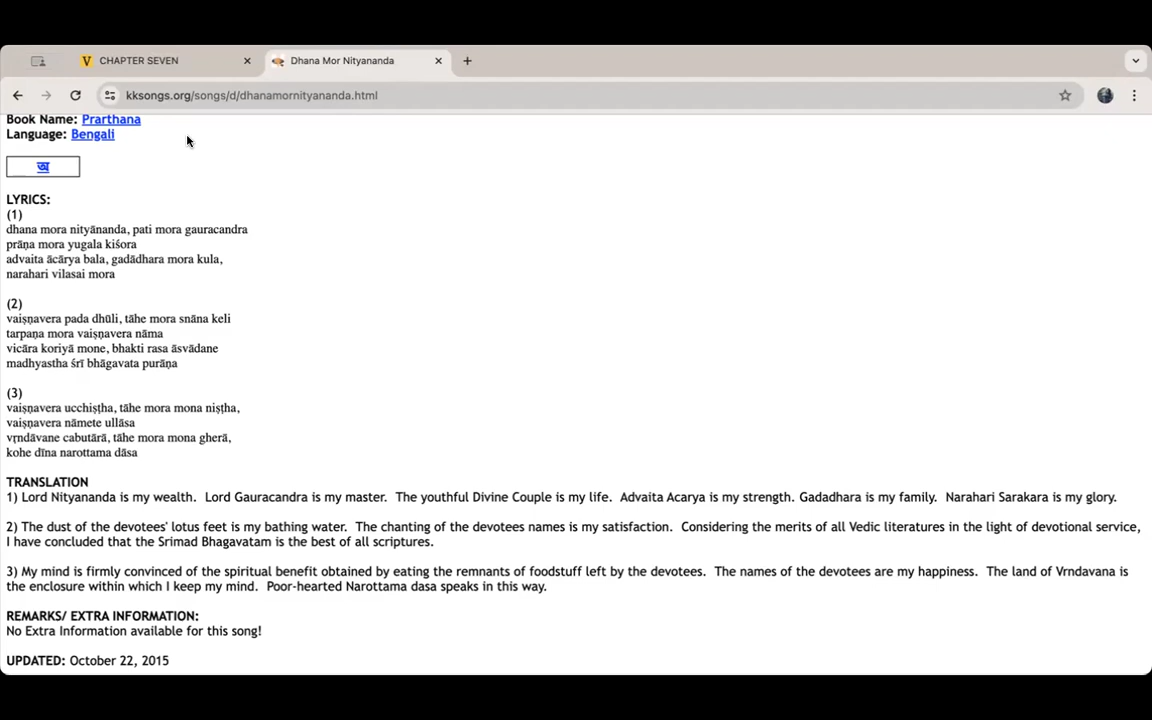 CHAPTER SEVEN
Dhana Mor Nityananda
kksongs.org/songs/d/dhanamornityananda.html
Book Name: Prarthana
Language: Bengali
অ
LYRICS:
(1)
dhana mora nityānanda, pati mora gauracandra
prāṇa mora yugala kiśora
advaita ācārya bala, gadādhara mora kula,
narahari vilasai mora
(2)
vaiṣṇavera pada dhūli, tāhe mora snāna keli
tarpaṇa mora vaiṣṇavera nāma
vicāra koriyā mone, bhakti rasa āsvādane
madhyastha śrī bhāgavata purāṇa
(3)
vaiṣṇavera ucchiṣṭha, tāhe mora mona niṣṭha,
vaiṣṇavera nāmete ullāsa
vṛndāvane cabutārā, tāhe mora mona gherā,
kohe dīna narottama dāsa
TRANSLATION
1) Lord Nityananda is my wealth.  Lord Gauracandra is my master.  The youthful Divine Couple is my life.  Advaita Acarya is my strength. Gadadhara is my family.  Narahari Sarakara is my glory.
2) The dust of the devotees' lotus feet is my bathing water.  The chanting of the devotees names is my satisfaction.  Considering the merits of all Vedic literatures in the light of devotional service,
I have concluded that the Srimad Bhagavatam is the best of all scriptures.
3) My mind is firmly convinced of the spiritual benefit obtained by eating the remnants of foodstuff left by the devotees.  The names of the devotees are my happiness.  The land of Vrndavana is
the enclosure within which I keep my mind.  Poor-hearted Narottama dasa speaks in this way.
REMARKS/ EXTRA INFORMATION:
No Extra Information available for this song!
UPDATED: October 22, 2015